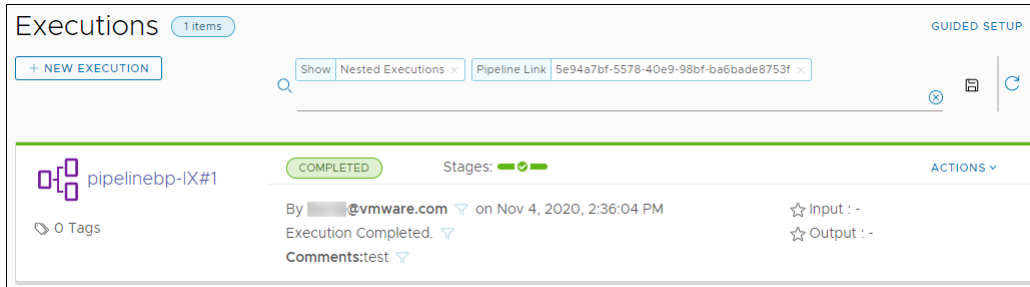 Executions 1 items
GUIDED SETUP
+ NEW EXECUTION
Show Nested Executions × Pipeline Link 5e94a7bf-5578-40e9-98bf-ba6bade8753f ×
pipelinebp-IX#1
0 Tags
COMPLETED Stages: ACTIONS
By @vmware.com on Nov 4, 2020, 2:36:04 PM
Execution Completed.
Comments:test
Input : -
Output : -